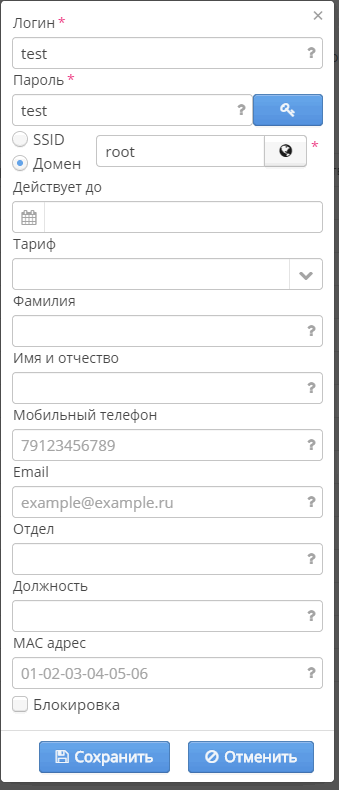 Логин *
test ?
Пароль *
test ?
SSID
Домен
root *
Действует до
Тариф
Фамилия
?
Имя и отчество
?
Мобильный телефон
79123456789 ?
Email
example@example.ru ?
Отдел
?
Должность
?
MAC адрес
01-02-03-04-05-06 ?
Блокировка
Сохранить
Отменить